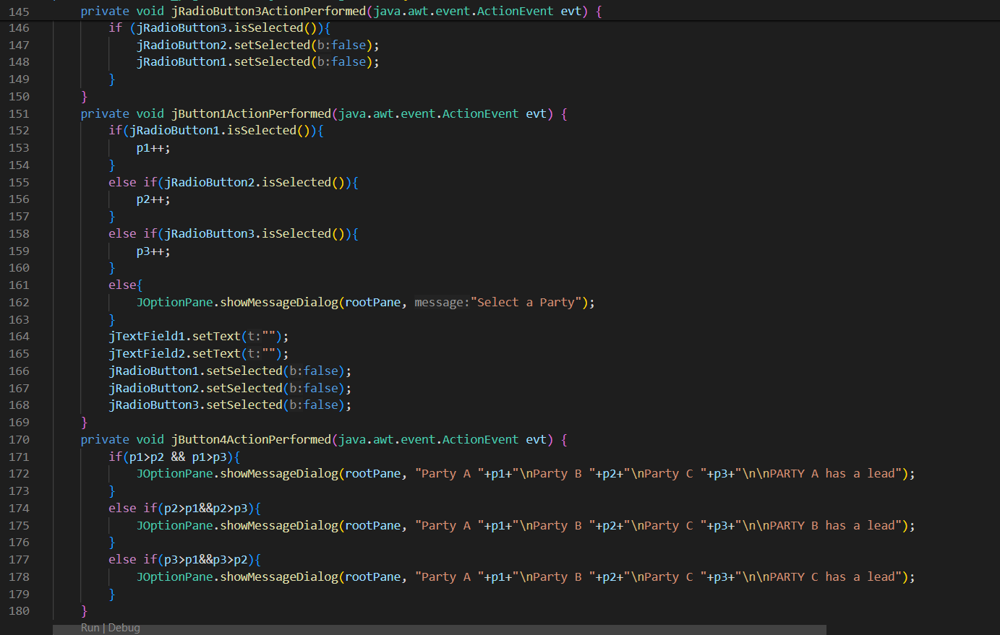 145 private void jRadioButton3ActionPerformed(java.awt.event.ActionEvent evt) {
146 if (jRadioButton3.isSelected()){
147 jRadioButton2.setSelected(b:false);
148 jRadioButton1.setSelected(b:false);
149 }
150 }
151 private void jButton1ActionPerformed(java.awt.event.ActionEvent evt) {
152 if(jRadioButton1.isSelected()){
153 p1++;
154 }
155 else if(jRadioButton2.isSelected()){
156 p2++;
157 }
158 else if(jRadioButton3.isSelected()){
159 p3++;
160 }
161 else{
162 JOptionPane.showMessageDialog(rootPane, message:"Select a Party");
163 }
164 jTextField1.setText(t:"");
165 jTextField2.setText(t:"");
166 jRadioButton1.setSelected(b:false);
167 jRadioButton2.setSelected(b:false);
168 jRadioButton3.setSelected(b:false);
169 }
170 private void jButton4ActionPerformed(java.awt.event.ActionEvent evt) {
171 if(p1>p2 && p1>p3){
172 JOptionPane.showMessageDialog(rootPane, "Party A "+p1+"\nParty B "+p2+"\nParty C "+p3+"\n\nPARTY A has a lead");
173 }
174 else if(p2>p1&&p2>p3){
175 JOptionPane.showMessageDialog(rootPane, "Party A "+p1+"\nParty B "+p2+"\nParty C "+p3+"\n\nPARTY B has a lead");
176 }
177 else if(p3>p1&&p3>p2){
178 JOptionPane.showMessageDialog(rootPane, "Party A "+p1+"\nParty B "+p2+"\nParty C "+p3+"\n\nPARTY C has a lead");
179 }
180 }
Run | Debug